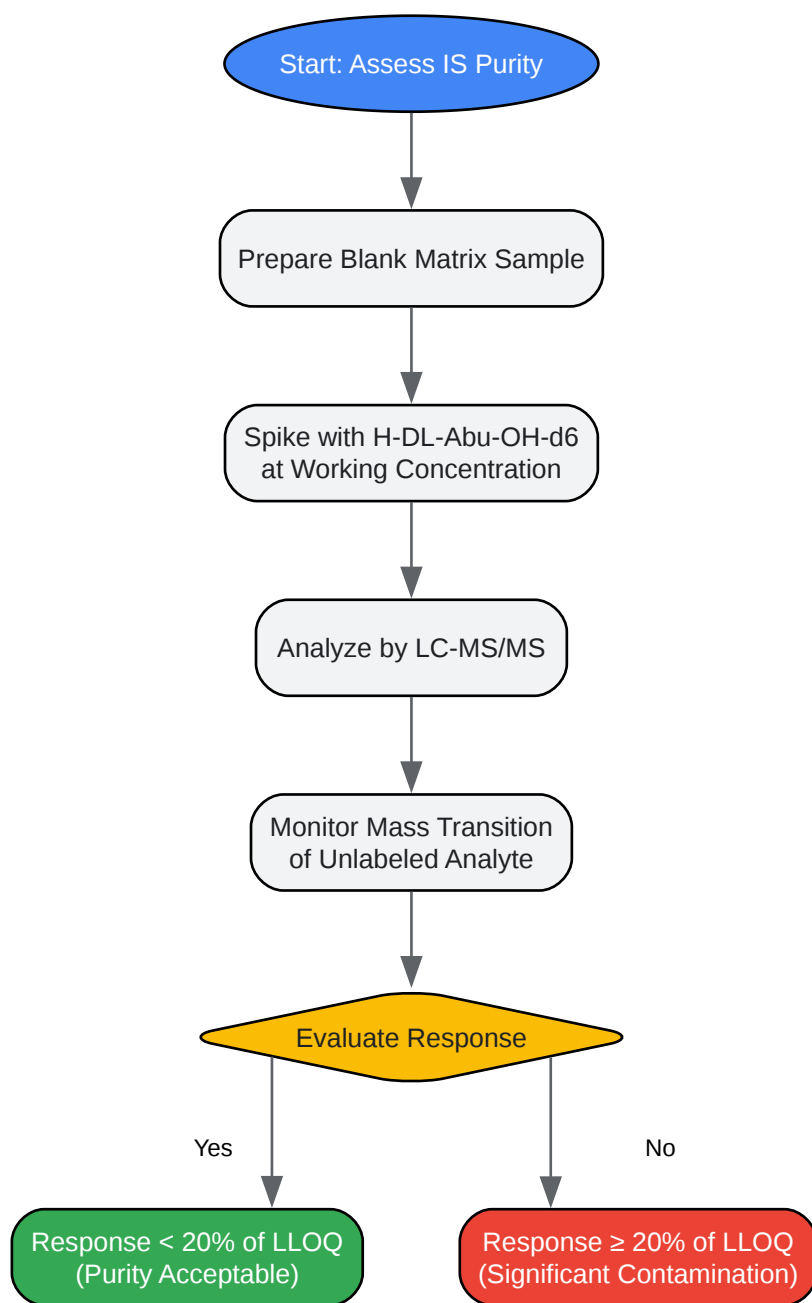 Start: Assess IS Purity
Prepare Blank Matrix Sample
Spike with H-DL-Abu-OH-d6
at Working Concentration
Analyze by LC-MS/MS
Monitor Mass Transition
of Unlabeled Analyte
Evaluate Response
Yes
No
Response < 20% of LLOQ
(Purity Acceptable)
Response ≥ 20% of LLOQ
(Significant Contamination)